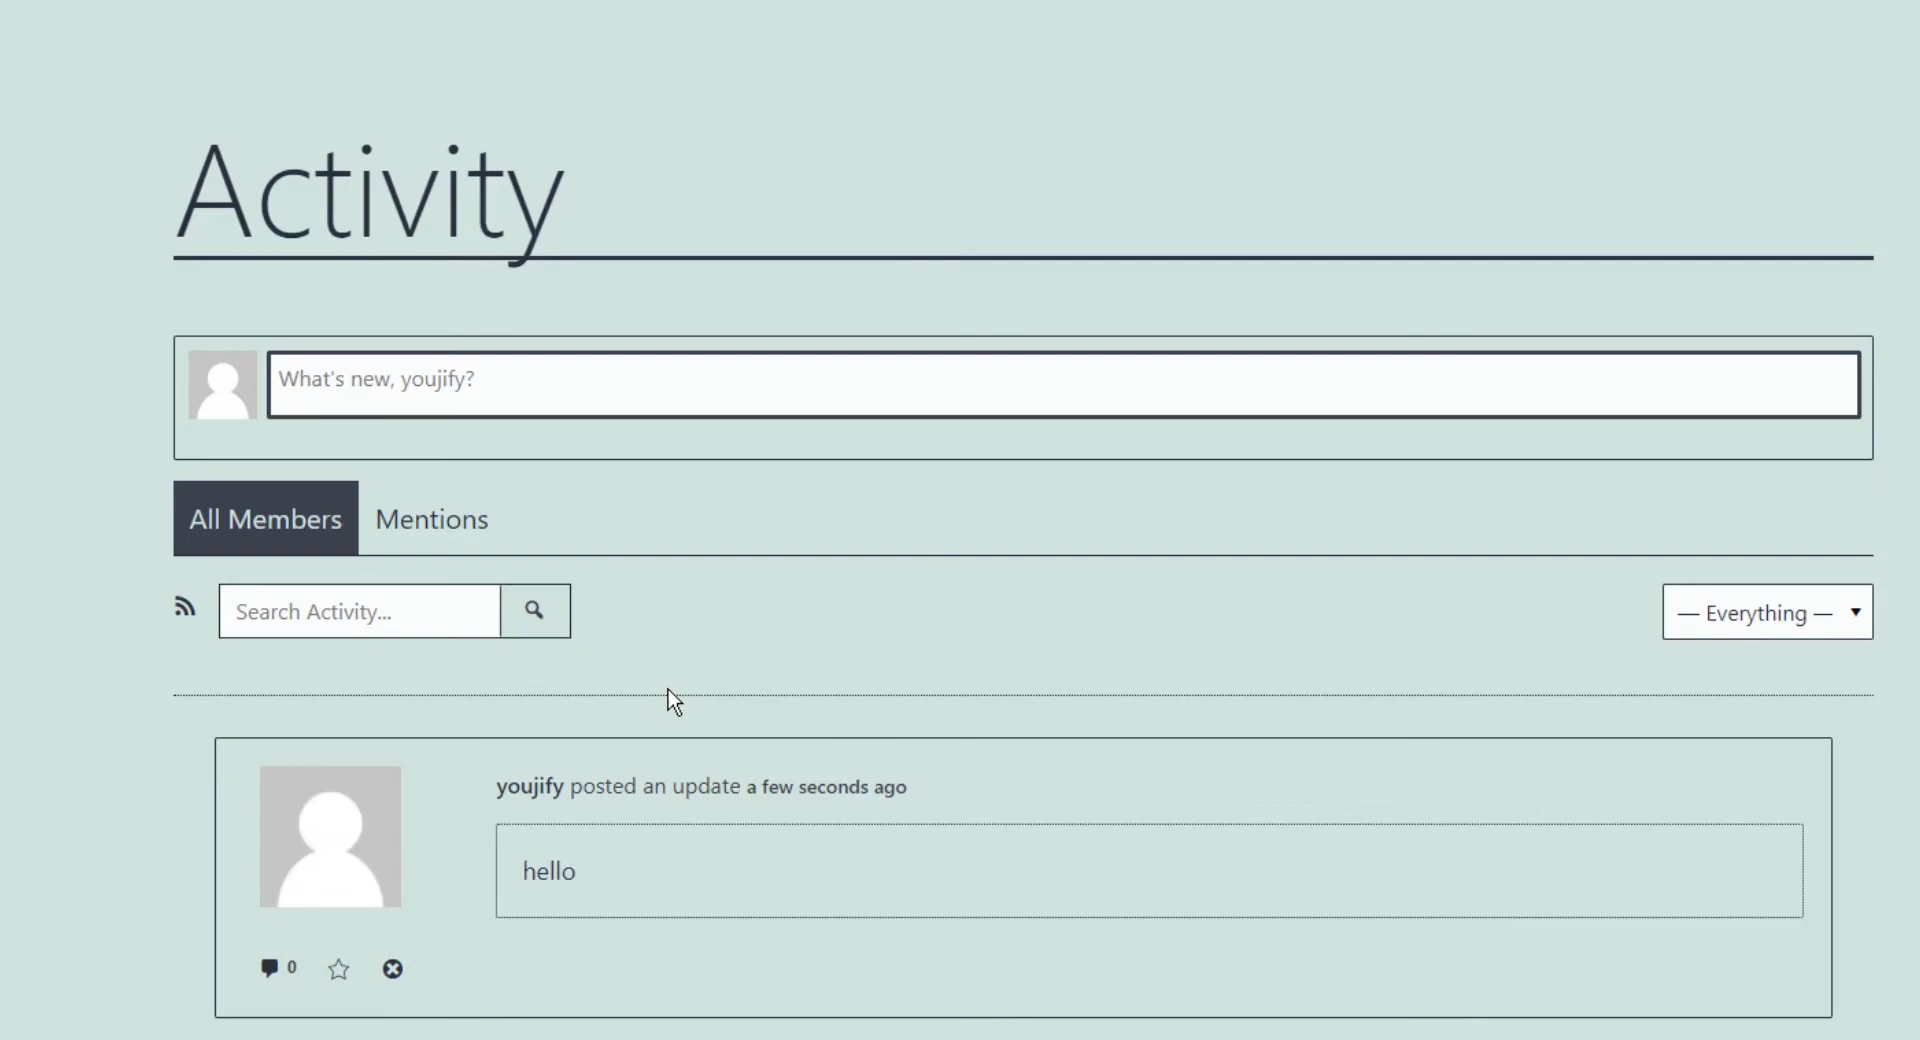 Activity
What's new, youjify?
All Members Mentions
Search Activity...
— Everything —
youjify posted an update a few seconds ago
hello
0